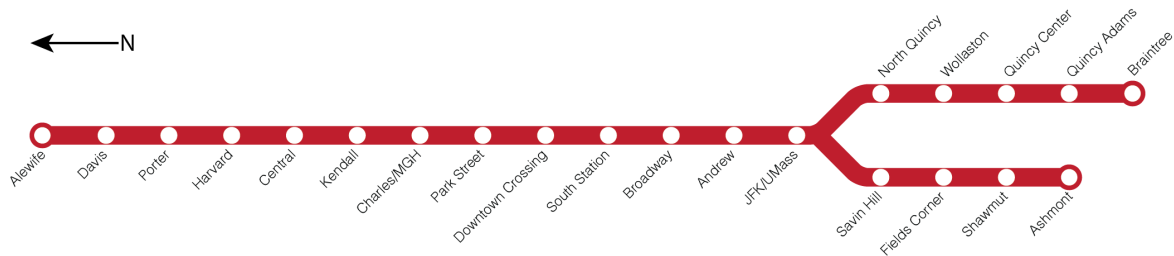 N
Alewife
Davis
Porter
Harvard
Central
Kendall
Charles/MGH
Park Street
Downtown Crossing
South Station
Broadway
Andrew
JFK/UMass
North Quincy
Wollaston
Quincy Center
Quincy Adams
Braintree
Savin Hill
Fields Corner
Shawmut
Ashmont